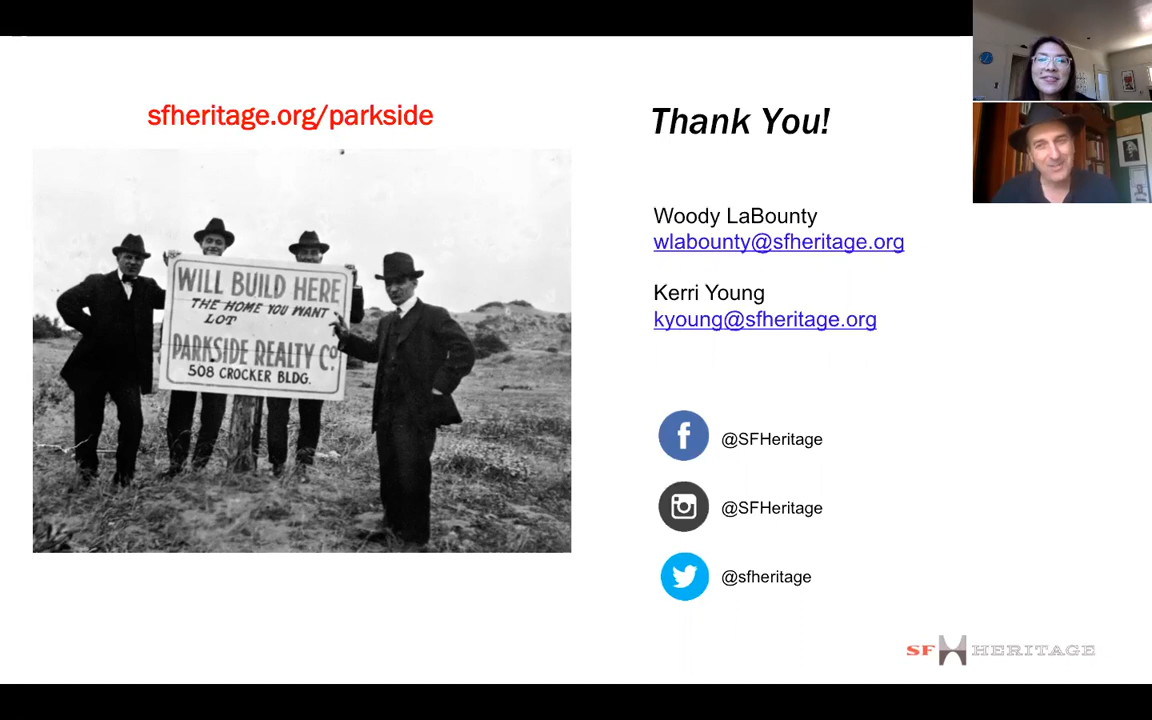 sfheritage.org/parkside
WILL BUILD HERE
THE HOME YOU WANT
LOT
PARKSIDE REALTY Co.
508 CROCKER BLDG.
Thank You!
Woody LaBounty
wlabounty@sfheritage.org
Kerri Young
kyoung@sfheritage.org
@SFHeritage
@SFHeritage
@sfheritage
SF HERITAGE